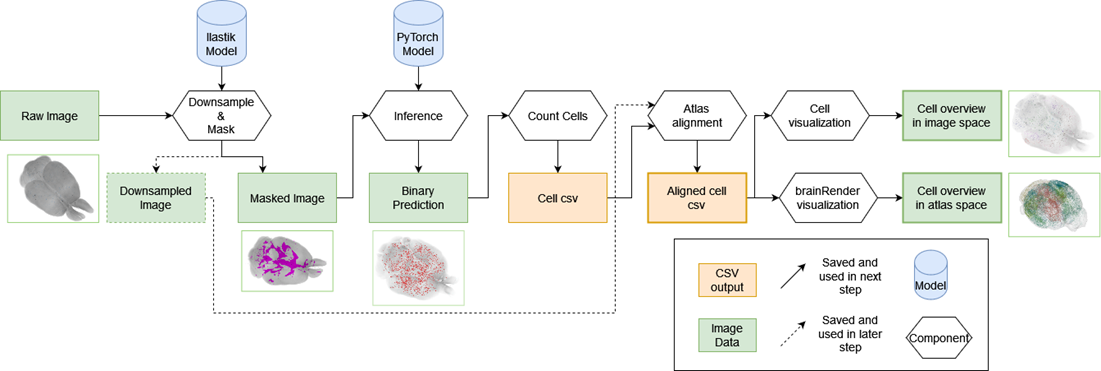 Ilastik
Model
PyTorch
Model
Raw Image
Downsample
&
Mask
Inference
Count Cells
Atlas
alignment
Cell
visualization
Cell overview
in image space
Downsampled
Image
Masked Image
Binary
Prediction
Cell csv
Aligned cell
csv
brainRender
visualization
Cell overview
in atlas space
CSV
output
Saved and
used in next
step
Model
Image
Data
Saved and
used in later
step
Component